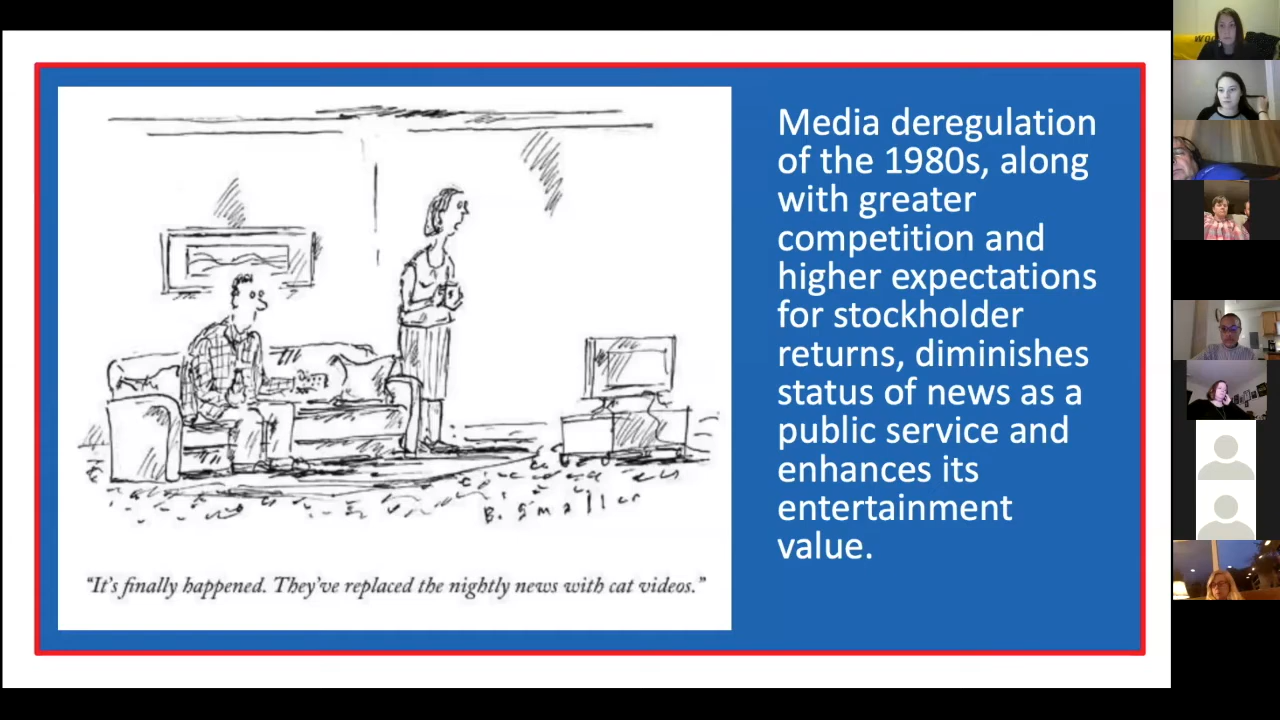 B. Smaller
"It's finally happened. They've replaced the nightly news with cat videos."
Media deregulation
of the 1980s, along
with greater
competition and
higher expectations
for stockholder
returns, diminishes
status of news as a
public service and
enhances its
entertainment
value.